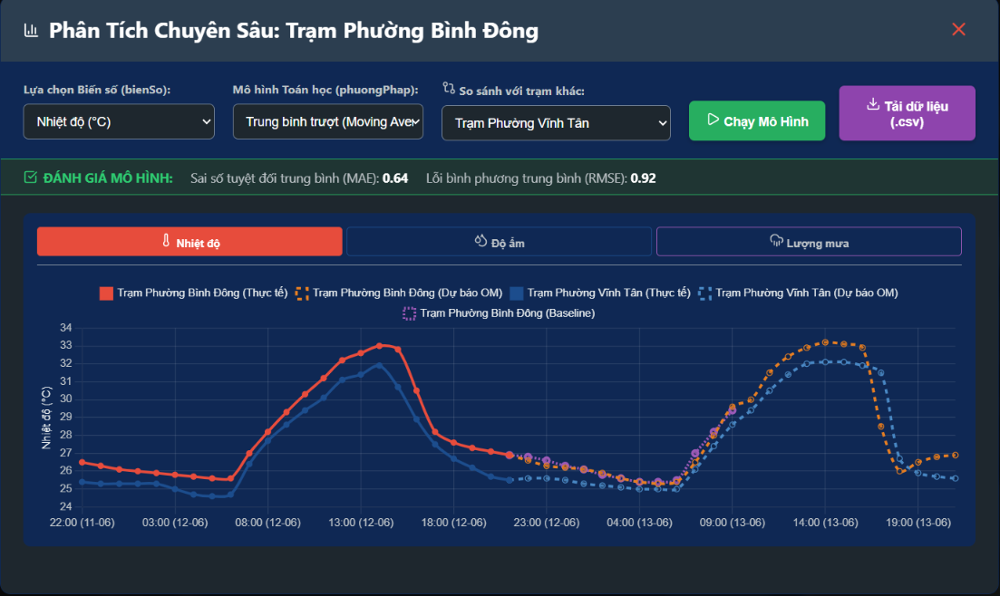 Phân Tích Chuyên Sâu: Trạm Phường Bình Đông
Lựa chọn Biến số (bienSo):
Mô hình Toán học (phuongPhap):
So sánh với trạm khác:
Nhiệt độ (°C)
Trung bình trượt (Moving Ave
Trạm Phường Vĩnh Tân
Chạy Mô Hình
Tải dữ liệu
(.csv)
ĐÁNH GIÁ MÔ HÌNH: Sai số tuyệt đối trung bình (MAE): 0.64 Lỗi bình phương trung bình (RMSE): 0.92
Nhiệt độ
Độ ẩm
Lượng mưa
Trạm Phường Bình Đông (Thực tế) Trạm Phường Bình Đông (Dự báo OM) Trạm Phường Vĩnh Tân (Thực tế) Trạm Phường Vĩnh Tân (Dự báo OM)
Trạm Phường Bình Đông (Baseline)
Nhiệt độ (°C)
34
33
32
31
30
29
28
27
26
25
24
22:00 (11-06) 03:00 (12-06) 08:00 (12-06) 13:00 (12-06) 18:00 (12-06) 23:00 (12-06) 04:00 (13-06) 09:00 (13-06) 14:00 (13-06) 19:00 (13-06)